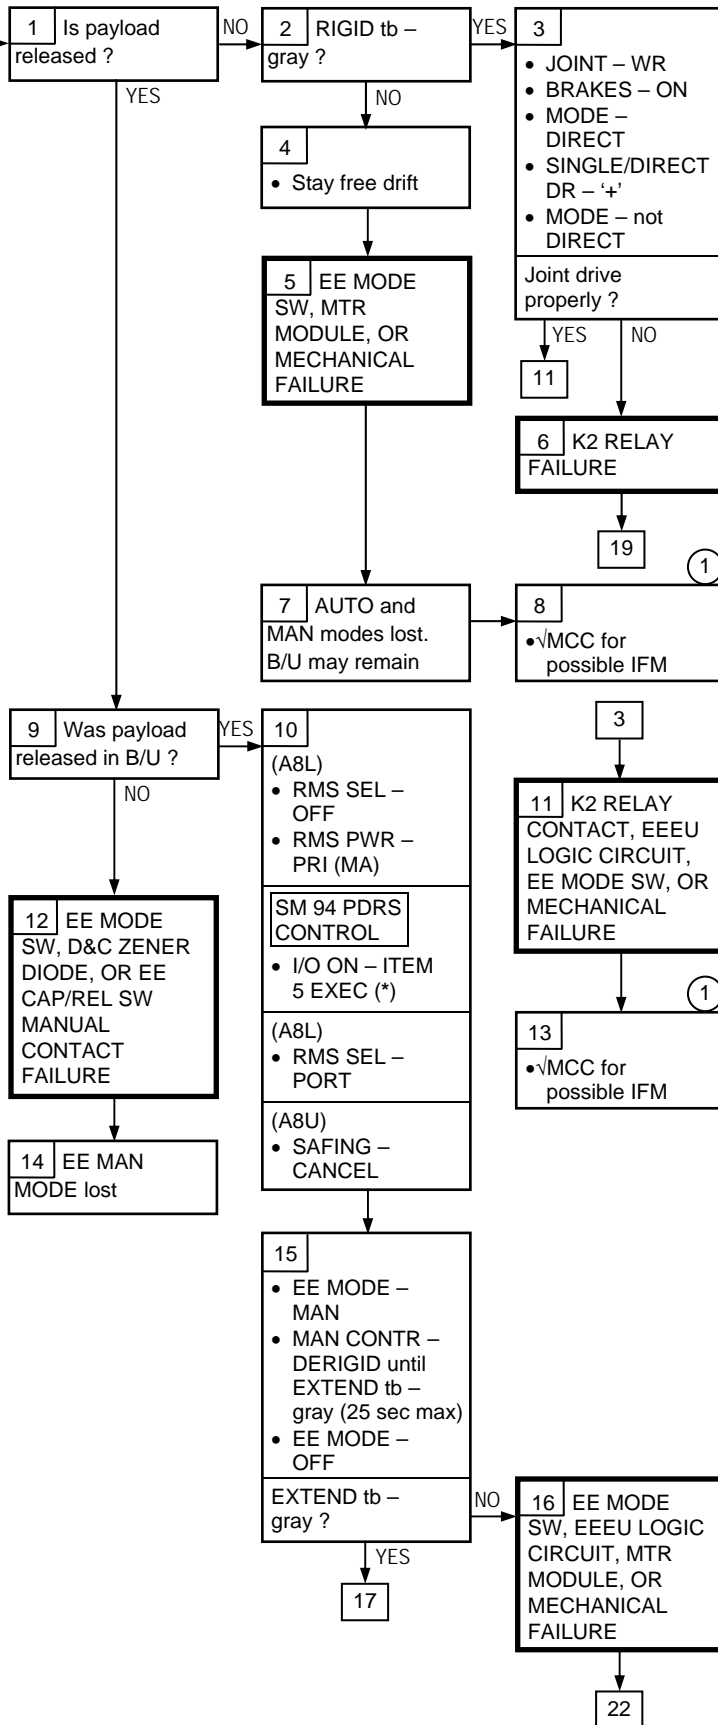 1 Is payload
released ?
NO
YES
2 RIGID tb –
gray ?
YES
NO
3
• JOINT – WR
• BRAKES – ON
• MODE –
DIRECT
• SINGLE/DIRECT
DR – ‘+’
• MODE – not
DIRECT
Joint drive
properly ?
YES
NO
11
4
• Stay free drift
5 EE MODE
SW, MTR
MODULE, OR
MECHANICAL
FAILURE
6 K2 RELAY
FAILURE
19
7 AUTO and
MAN modes lost.
B/U may remain
1
8
•√MCC for
possible IFM
9 Was payload
released in B/U ?
YES
NO
10
(A8L)
• RMS SEL –
OFF
• RMS PWR –
PRI (MA)
SM 94 PDRS
CONTROL
• I/O ON – ITEM
5 EXEC (*)
(A8L)
• RMS SEL –
PORT
(A8U)
• SAFING –
CANCEL
3
11 K2 RELAY
CONTACT, EEEU
LOGIC CIRCUIT,
EE MODE SW, OR
MECHANICAL
FAILURE
12 EE MODE
SW, D&C ZENER
DIODE, OR EE
CAP/REL SW
MANUAL
CONTACT
FAILURE
1
13
•√MCC for
possible IFM
14 EE MAN
MODE lost
15
• EE MODE –
MAN
• MAN CONTR –
DERIGID until
EXTEND tb –
gray (25 sec max)
• EE MODE –
OFF
EXTEND tb –
gray ?
NO
YES
17
16 EE MODE
SW, EEEU LOGIC
CIRCUIT, MTR
MODULE, OR
MECHANICAL
FAILURE
22